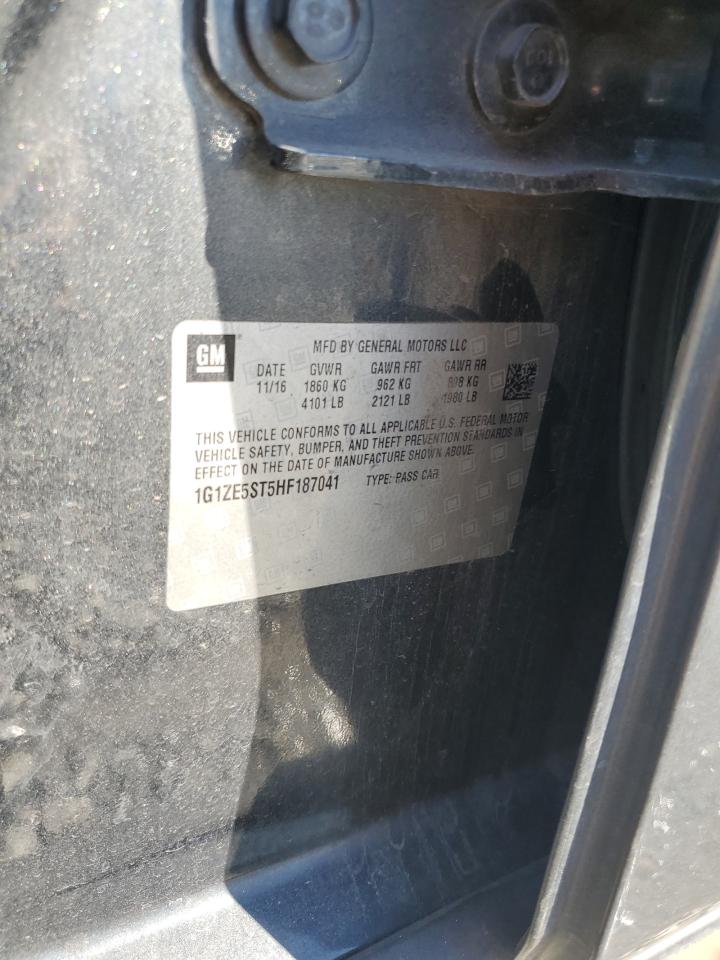 GM
MFD BY GENERAL MOTORS LLC
DATE GVWR GAWR FRT GAWR RR
11/16 1860 KG 962 KG 898 KG
4101 LB 2121 LB 1980 LB
THIS VEHICLE CONFORMS TO ALL APPLICABLE U.S. FEDERAL MOTOR
VEHICLE SAFETY, BUMPER, AND THEFT PREVENTION STANDARDS IN
EFFECT ON THE DATE OF MANUFACTURE SHOWN ABOVE.
1G1ZE5ST5HF187041 TYPE: PASS CAR